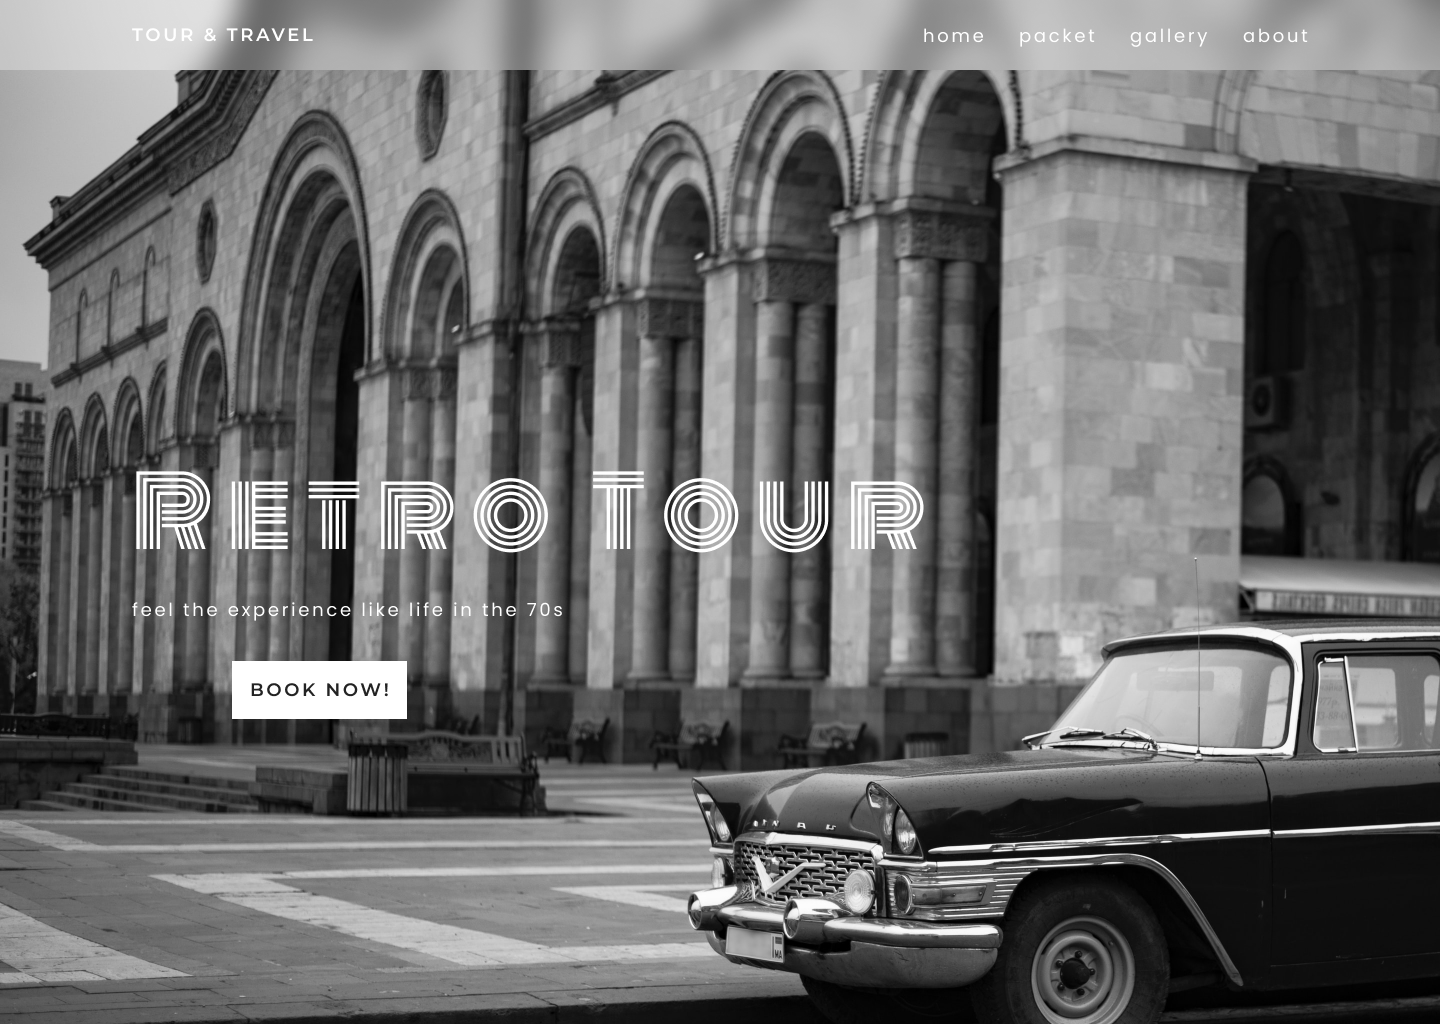 TOUR & TRAVEL
home packet gallery about
Retro Tour
feel the experience like life in the 70s
BOOK NOW!